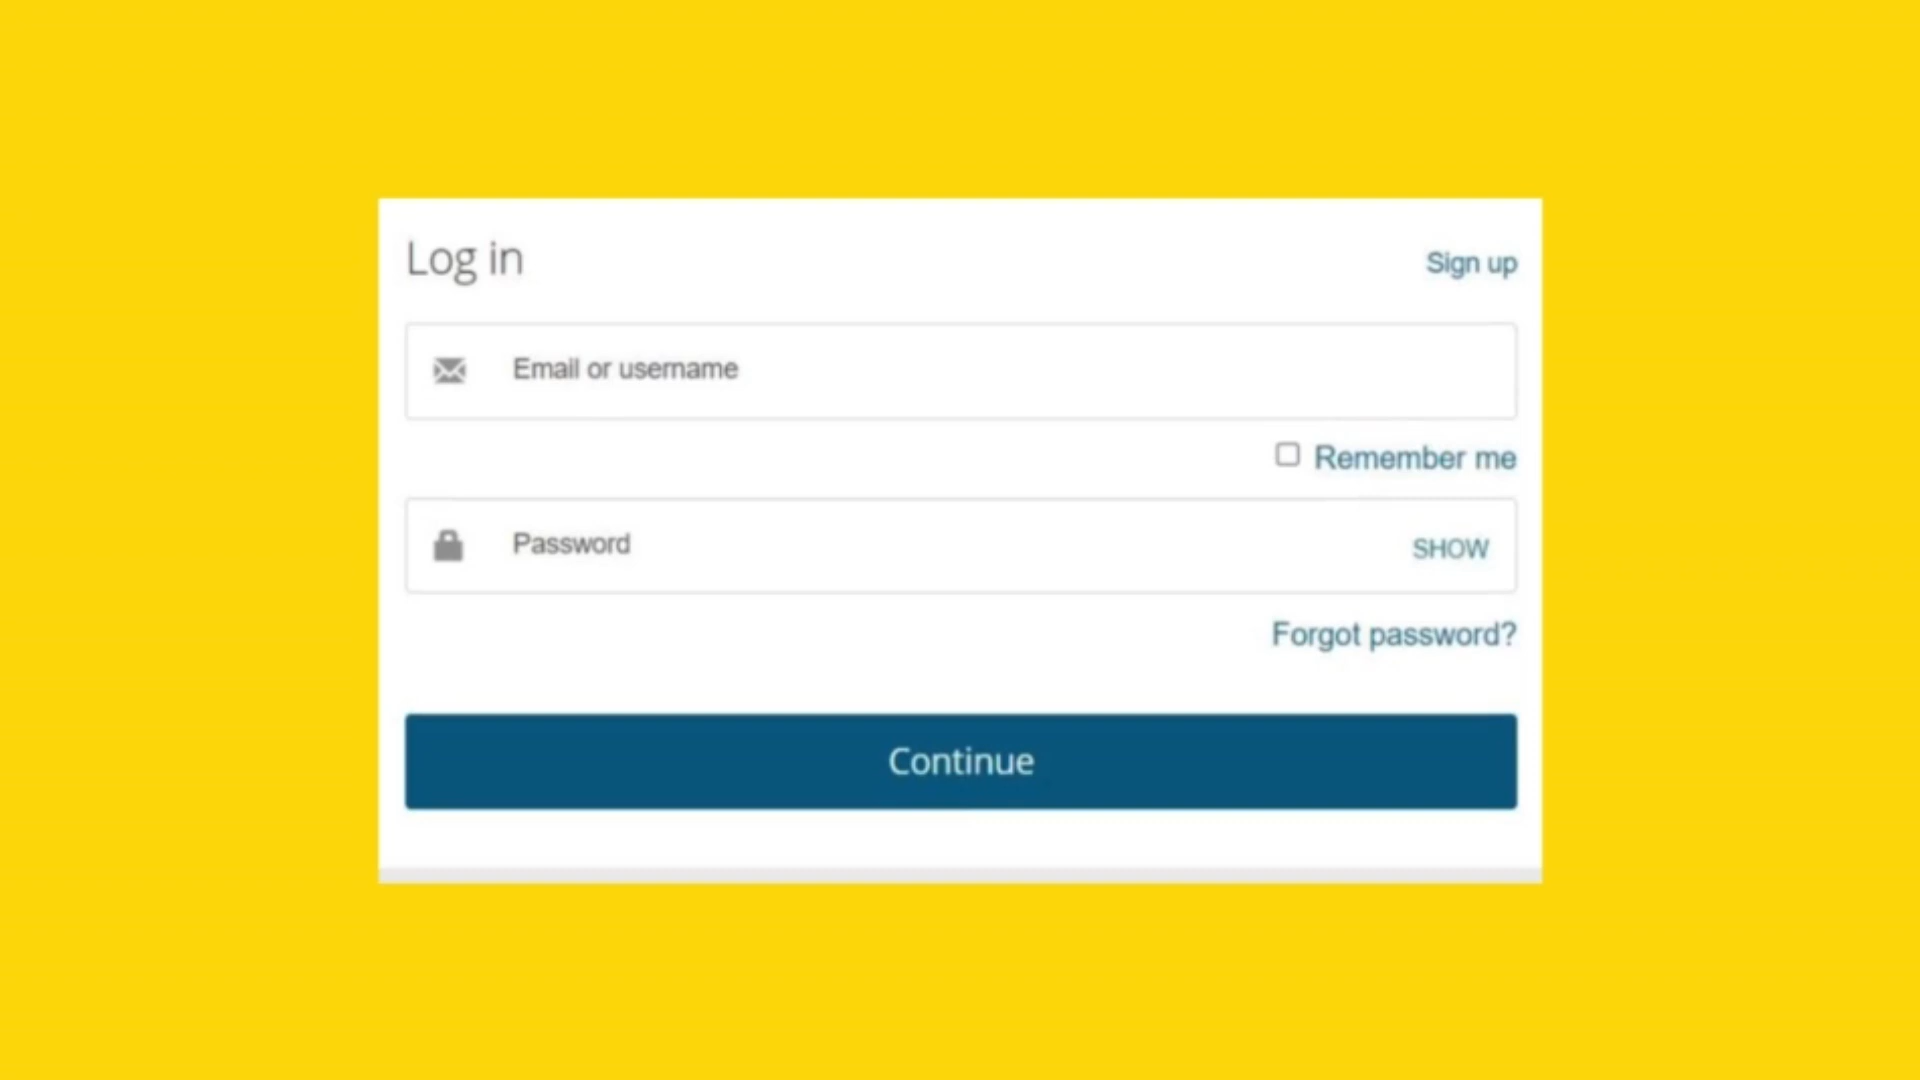 Log in
Sign up
Email or username
Remember me
Password
SHOW
Forgot password?
Continue